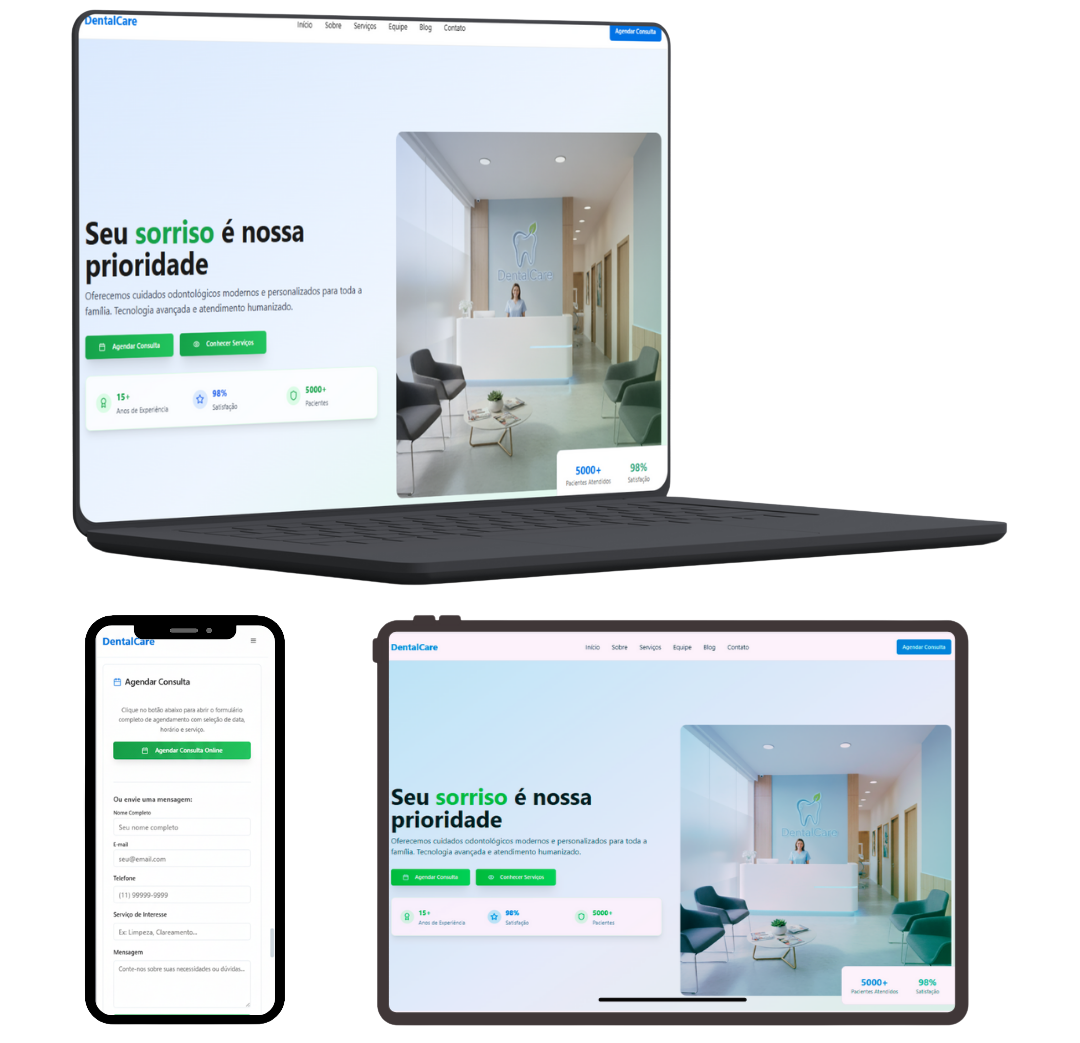 DentalCare
Início Sobre Serviços Equipe Blog Contato
Agendar Consulta
Seu sorriso é nossa
prioridade
Oferecemos cuidados odontológicos modernos e personalizados para toda a
família. Tecnologia avançada e atendimento humanizado.
Agendar Consulta
Conhecer Serviços
15+
Anos de Experiência
98%
Satisfação
5000+
Pacientes
DentalCare
5000+
Pacientes Atendidos
98%
Satisfação
DentalCare
Agendar Consulta
Clique no botão abaixo para abrir o formulário
completo de agendamento com seleção de data,
horário e serviço.
Agendar Consulta Online
Ou envie uma mensagem:
Nome Completo
Seu nome completo
E-mail
seu@email.com
Telefone
(11) 99999-9999
Serviço de Interesse
Ex: Limpeza, Clareamento...
Mensagem
Conte-nos sobre suas necessidades ou dúvidas...
DentalCare
Início Sobre Serviços Equipe Blog Contato
Agendar Consulta
Seu sorriso é nossa
prioridade
Oferecemos cuidados odontológicos modernos e personalizados para toda a
família. Tecnologia avançada e atendimento humanizado.
Agendar Consulta
Conhecer Serviços
15+
Anos de Experiência
98%
Satisfação
5000+
Pacientes
DentalCare
5000+
Pacientes Atendidos
98%
Satisfação